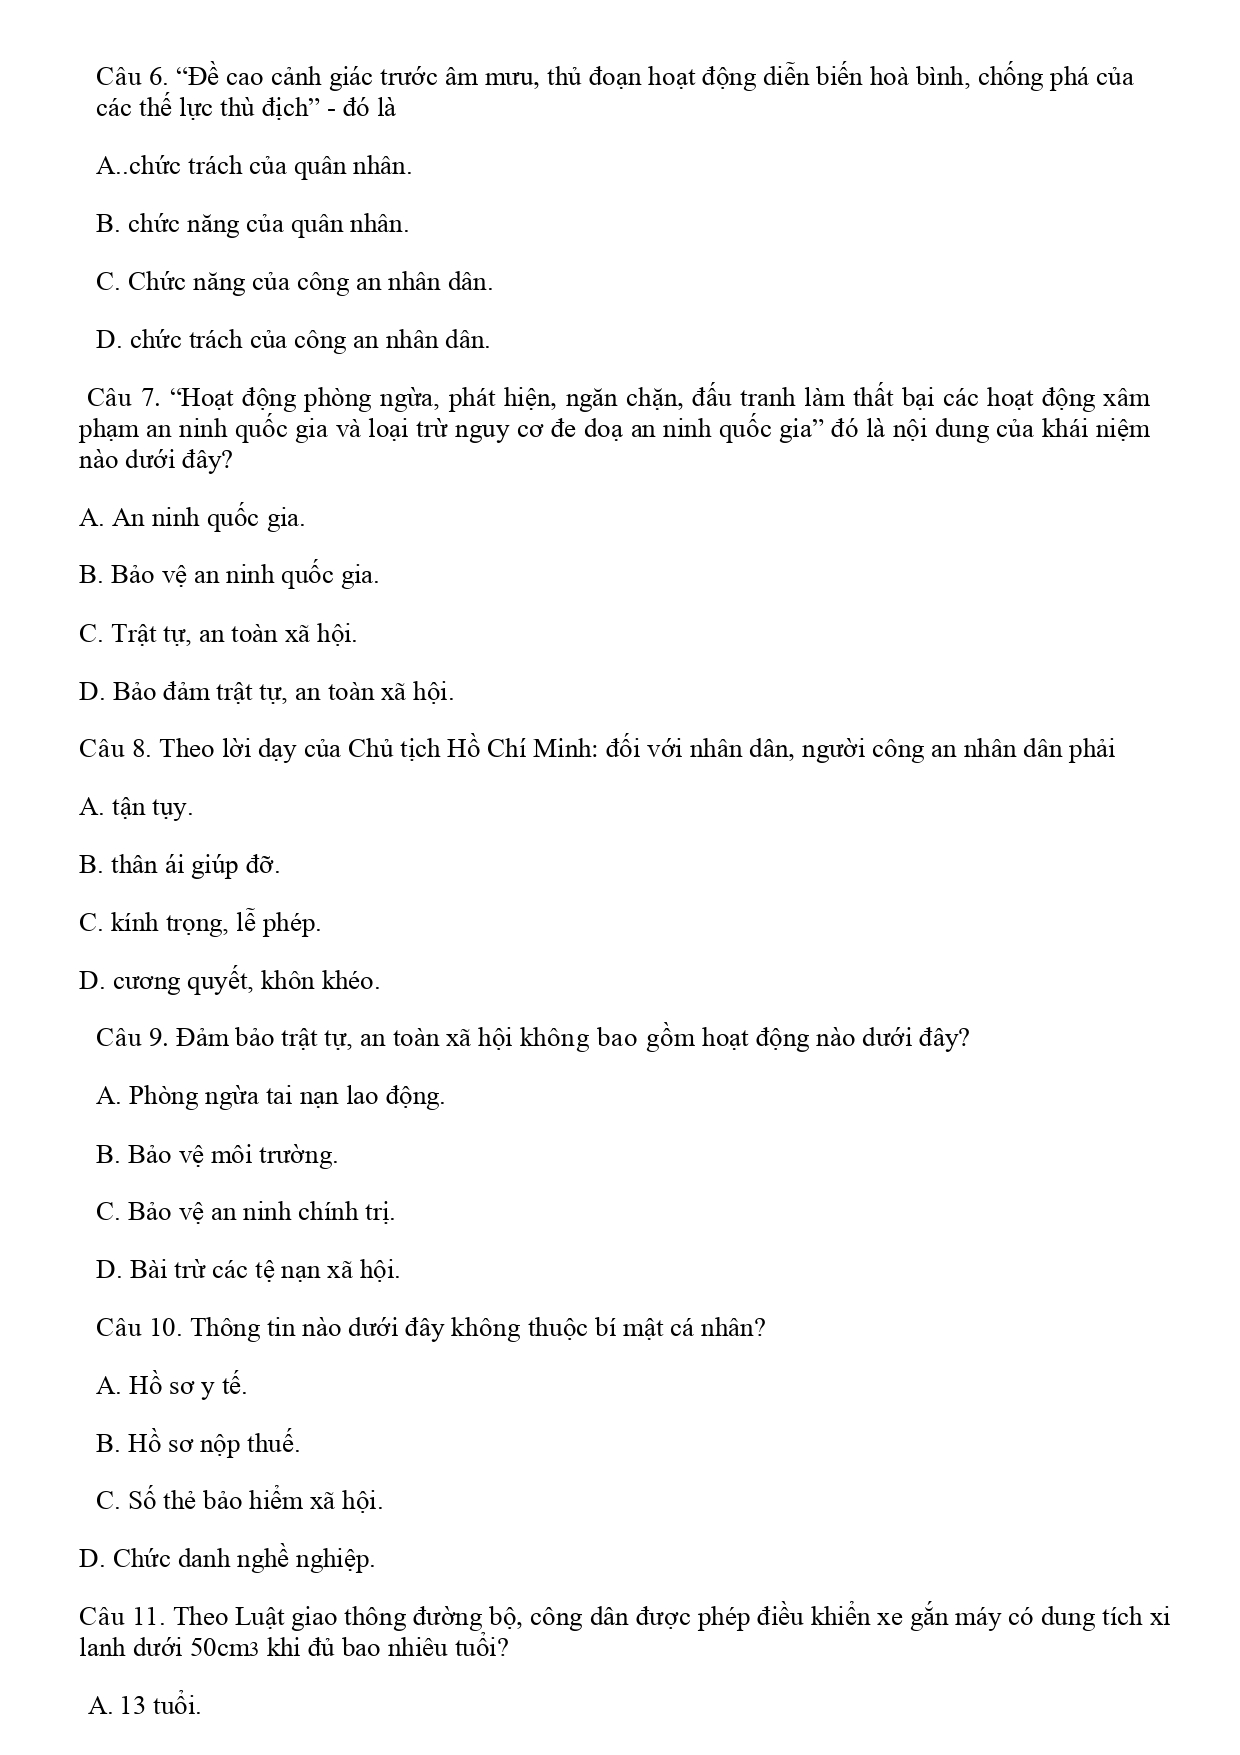 Câu 6. “Đề cao cảnh giác trước âm mưu, thủ đoạn hoạt động diễn biến hoà bình, chống phá của
các thế lực thù địch” - đó là
A..chức trách của quân nhân.
B. chức năng của quân nhân.
C. Chức năng của công an nhân dân.
D. chức trách của công an nhân dân.
Câu 7. “Hoạt động phòng ngừa, phát hiện, ngăn chặn, đấu tranh làm thất bại các hoạt động xâm
phạm an ninh quốc gia và loại trừ nguy cơ đe doạ an ninh quốc gia” đó là nội dung của khái niệm
nào dưới đây?
A. An ninh quốc gia.
B. Bảo vệ an ninh quốc gia.
C. Trật tự, an toàn xã hội.
D. Bảo đảm trật tự, an toàn xã hội.
Câu 8. Theo lời dạy của Chủ tịch Hồ Chí Minh: đối với nhân dân, người công an nhân dân phải
A. tận tụy.
B. thân ái giúp đỡ.
C. kính trọng, lễ phép.
D. cương quyết, khôn khéo.
Câu 9. Đảm bảo trật tự, an toàn xã hội không bao gồm hoạt động nào dưới đây?
A. Phòng ngừa tai nạn lao động.
B. Bảo vệ môi trường.
C. Bảo vệ an ninh chính trị.
D. Bài trừ các tệ nạn xã hội.
Câu 10. Thông tin nào dưới đây không thuộc bí mật cá nhân?
A. Hồ sơ y tế.
B. Hồ sơ nộp thuế.
C. Số thẻ bảo hiểm xã hội.
D. Chức danh nghề nghiệp.
Câu 11. Theo Luật giao thông đường bộ, công dân được phép điều khiển xe gắn máy có dung tích xi
lanh dưới 50cm3 khi đủ bao nhiêu tuổi?
A. 13 tuổi.